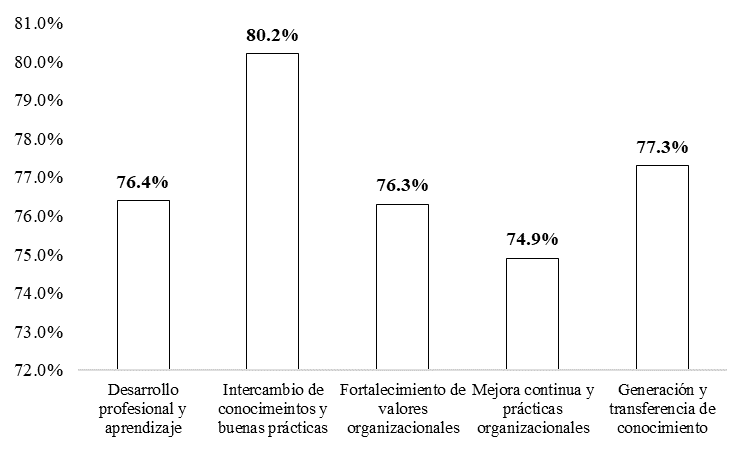 81.0%
80.0%
79.0%
78.0%
77.0%
76.0%
75.0%
74.0%
73.0%
72.0%
76.4%
80.2%
76.3%
74.9%
77.3%
Desarrollo
profesional y
aprendizaje
Intercambio de
conocimeintos y
buenas prácticas
Fortalecimiento de
valores
organizacionales
Mejora continua y
prácticas
organizacionales
Generación y
transferencia de
conocimiento